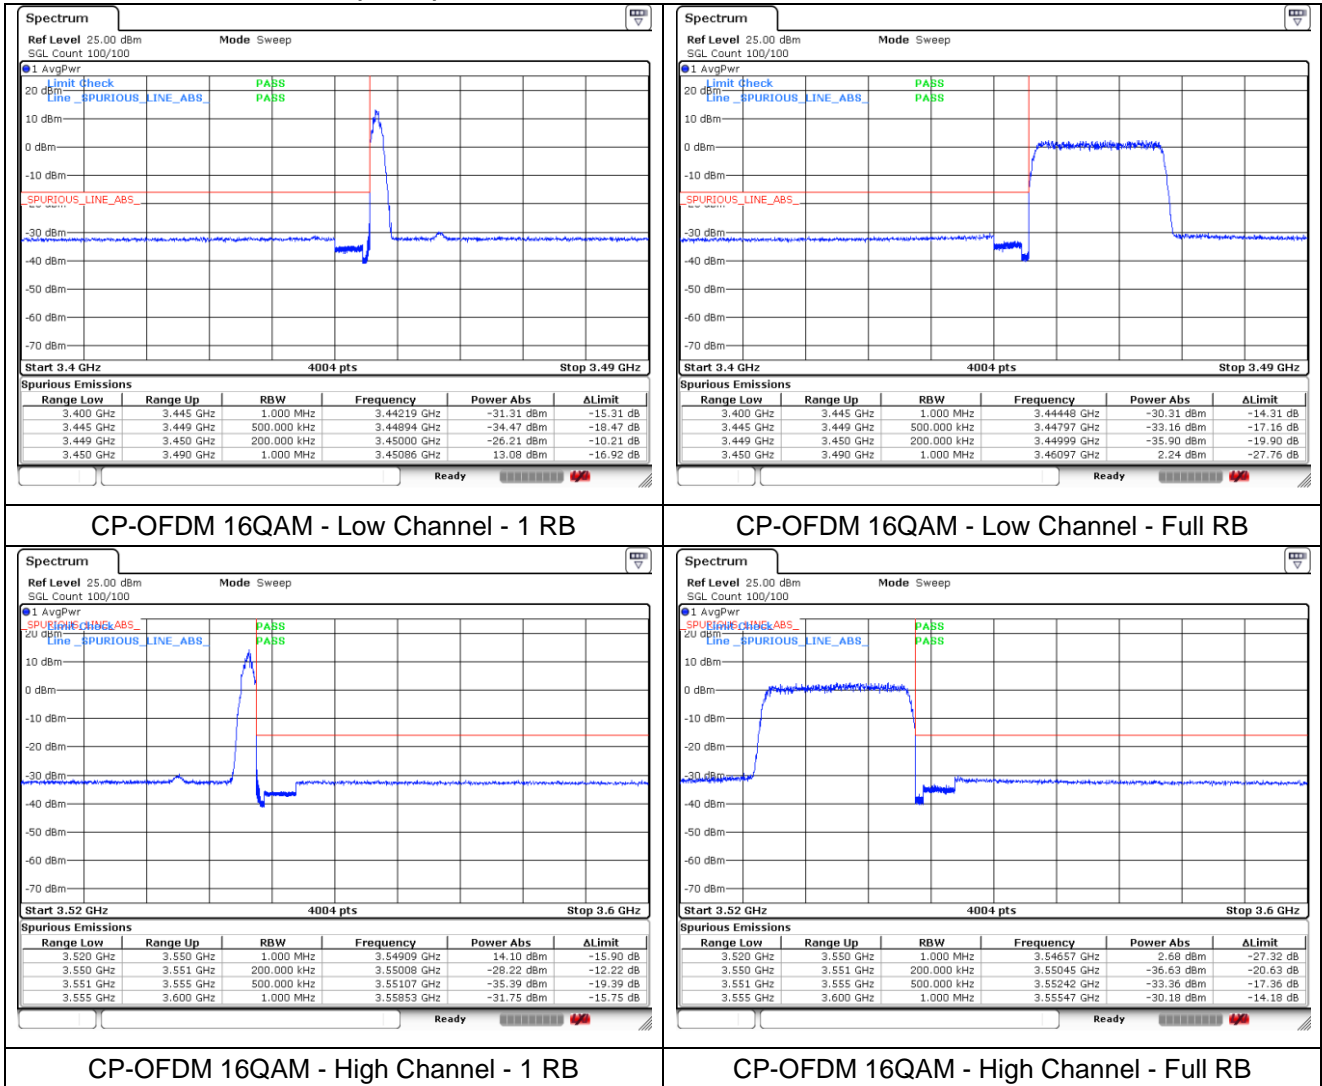 Spectrum
Ref Level 25.00 dBm Mode Sweep
SGL Count 100/100
1 AvgPwr
Limit Check PASS
20 dBm
Line _SPURIOUS_LINE_ABS_ PASS
10 dBm
0 dBm
-10 dBm
_SPURIOUS_LINE_ABS_
-30 dBm
-40 dBm
-50 dBm
-60 dBm
-70 dBm
Start 3.4 GHz 4004 pts Stop 3.49 GHz
Spurious Emissions
Range Low Range Up RBW Frequency Power Abs ΔLimit
3.400 GHz 3.445 GHz 1.000 MHz 3.44219 GHz -31.31 dBm -15.31 dB
3.445 GHz 3.449 GHz 500.000 kHz 3.44894 GHz -34.47 dBm -18.47 dB
3.449 GHz 3.450 GHz 200.000 kHz 3.45000 GHz -26.21 dBm -10.21 dB
3.450 GHz 3.490 GHz 1.000 MHz 3.45086 GHz 13.08 dBm -16.92 dB
Ready
CP-OFDM 16QAM - Low Channel - 1 RB
Spectrum
Ref Level 25.00 dBm Mode Sweep
SGL Count 100/100
1 AvgPwr
Limit Check PASS
20 dBm
Line _SPURIOUS_LINE_ABS_ PASS
10 dBm
0 dBm
-10 dBm
_SPURIOUS_LINE_ABS_
-30 dBm
-40 dBm
-50 dBm
-60 dBm
-70 dBm
Start 3.4 GHz 4004 pts Stop 3.49 GHz
Spurious Emissions
Range Low Range Up RBW Frequency Power Abs ΔLimit
3.400 GHz 3.445 GHz 1.000 MHz 3.44448 GHz -30.31 dBm -14.31 dB
3.445 GHz 3.449 GHz 500.000 kHz 3.44797 GHz -33.16 dBm -17.16 dB
3.449 GHz 3.450 GHz 200.000 kHz 3.44999 GHz -35.90 dBm -19.90 dB
3.450 GHz 3.490 GHz 1.000 MHz 3.46097 GHz 2.24 dBm -27.76 dB
Ready
CP-OFDM 16QAM - Low Channel - Full RB
Spectrum
Ref Level 25.00 dBm Mode Sweep
SGL Count 100/100
1 AvgPwr
_SPURIOUS_LINE_ABS_
Limit Check PASS
20 dBm
Line _SPURIOUS_LINE_ABS_ PASS
10 dBm
0 dBm
-10 dBm
-20 dBm
-30 dBm
-40 dBm
-50 dBm
-60 dBm
-70 dBm
Start 3.52 GHz 4004 pts Stop 3.6 GHz
Spurious Emissions
Range Low Range Up RBW Frequency Power Abs ΔLimit
3.520 GHz 3.550 GHz 1.000 MHz 3.54909 GHz 14.10 dBm -15.90 dB
3.550 GHz 3.551 GHz 200.000 kHz 3.55008 GHz -28.22 dBm -12.22 dB
3.551 GHz 3.555 GHz 500.000 kHz 3.55107 GHz -35.39 dBm -19.39 dB
3.555 GHz 3.600 GHz 1.000 MHz 3.55853 GHz -31.75 dBm -15.75 dB
Ready
CP-OFDM 16QAM - High Channel - 1 RB
Spectrum
Ref Level 25.00 dBm Mode Sweep
SGL Count 100/100
1 AvgPwr
_SPURIOUS_LINE_ABS_
Limit Check PASS
20 dBm
Line _SPURIOUS_LINE_ABS_ PASS
10 dBm
0 dBm
-10 dBm
-20 dBm
-30 dBm
-40 dBm
-50 dBm
-60 dBm
-70 dBm
Start 3.52 GHz 4004 pts Stop 3.6 GHz
Spurious Emissions
Range Low Range Up RBW Frequency Power Abs ΔLimit
3.520 GHz 3.550 GHz 1.000 MHz 3.54657 GHz 2.68 dBm -27.32 dB
3.550 GHz 3.551 GHz 200.000 kHz 3.55045 GHz -36.63 dBm -20.63 dB
3.551 GHz 3.555 GHz 500.000 kHz 3.55242 GHz -33.36 dBm -17.36 dB
3.555 GHz 3.600 GHz 1.000 MHz 3.55547 GHz -30.18 dBm -14.18 dB
Ready
CP-OFDM 16QAM - High Channel - Full RB